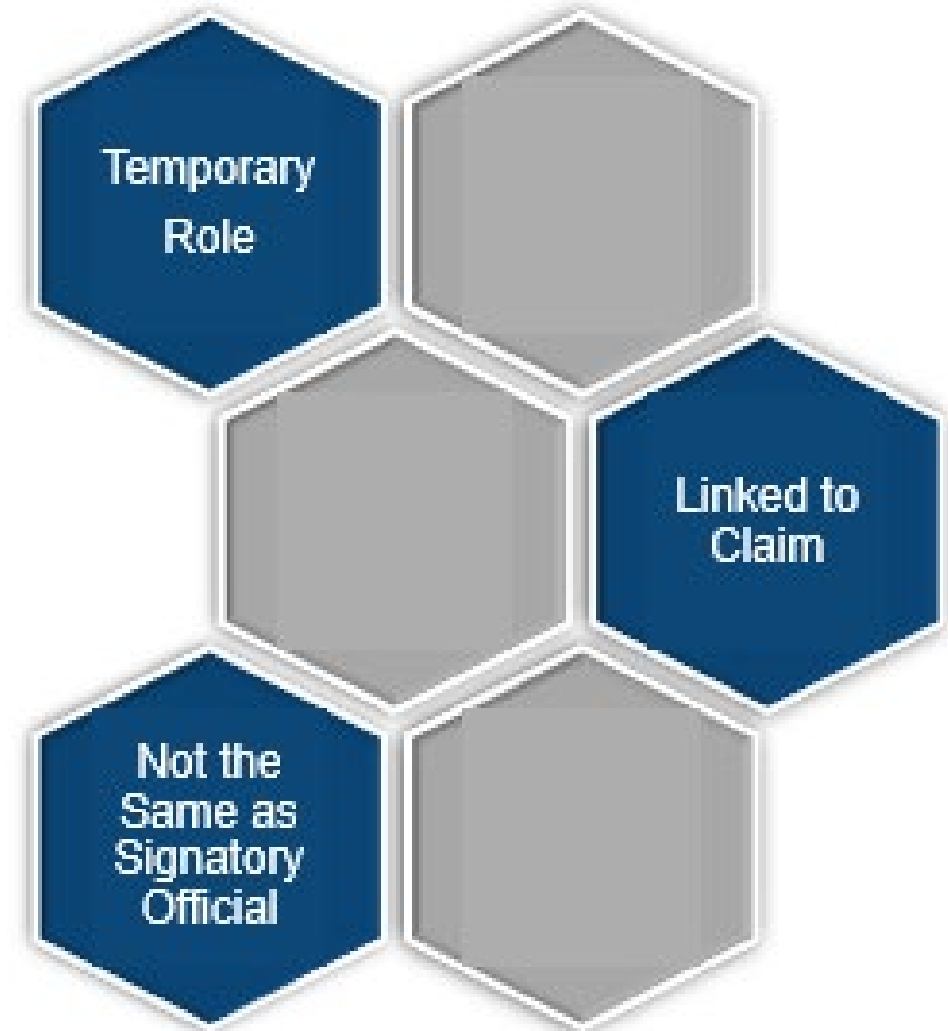 Temporary
Role
Linked to
Claim
Not the
Same as
Signatory
Official